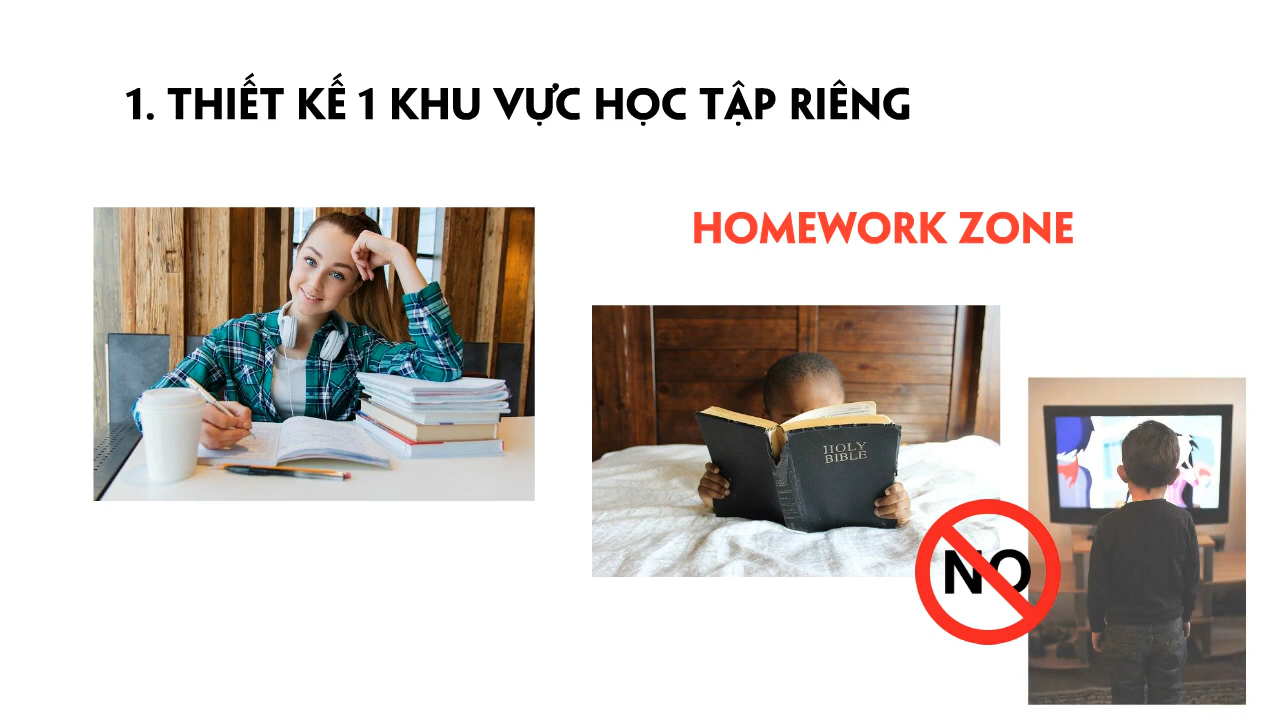 1. THIẾT KẾ 1 KHU VỰC HỌC TẬP RIÊNG
HOMEWORK ZONE
HOLY
BIBLE
NO